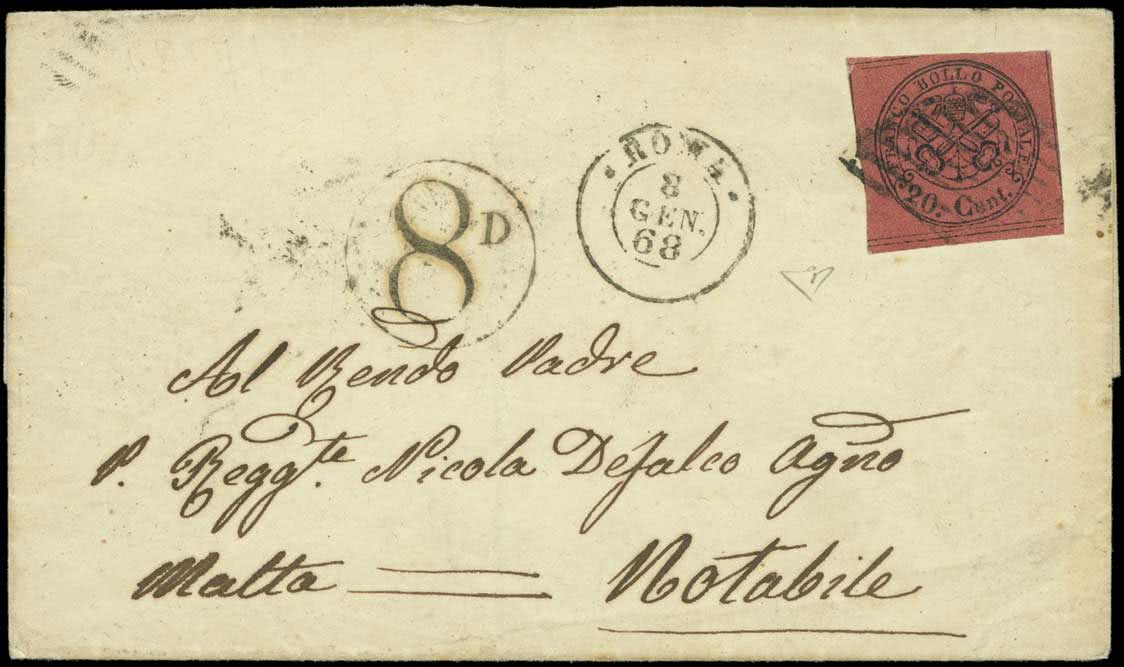 FRANCO BOLLO POSTALE
20. Cent.
ROMA
8
GEN.
68
8D
Al Rendo Padre
P. Reggte. Nicola Defalco Agno
Malta Notabile